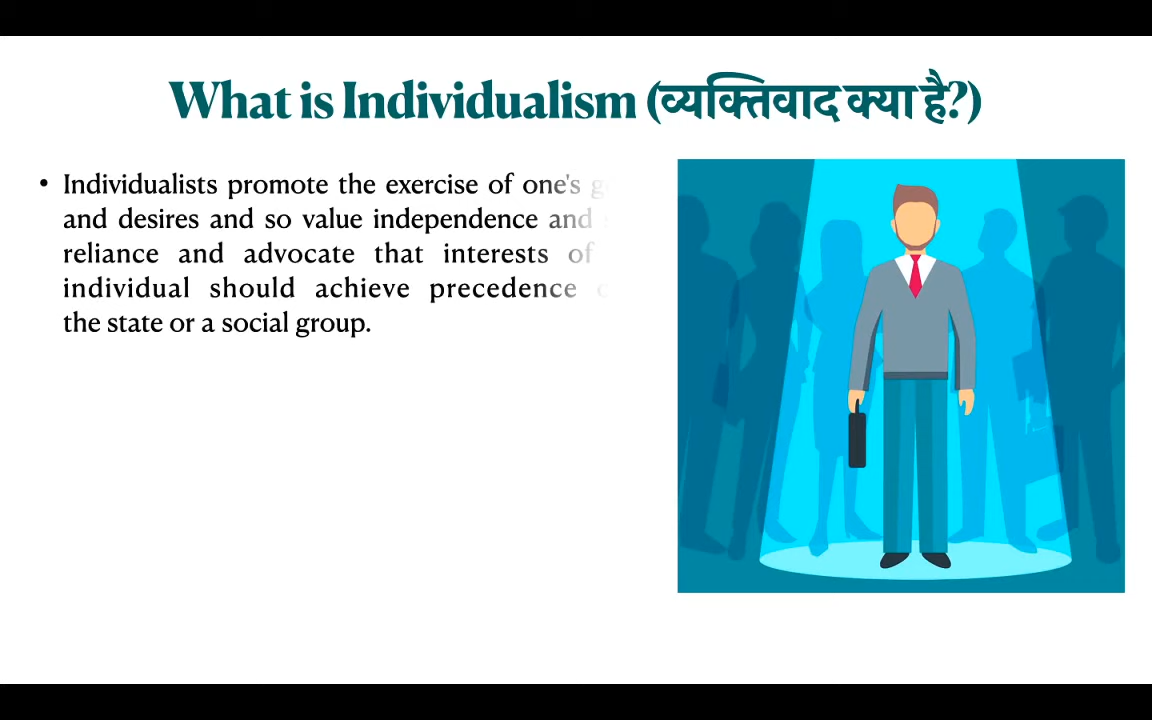 What is Individualism (व्यक्तिवाद क्या है?)
• Individualists promote the exercise of one's
and desires and so value independence and
reliance and advocate that interests of
individual should achieve precedence
the state or a social group.